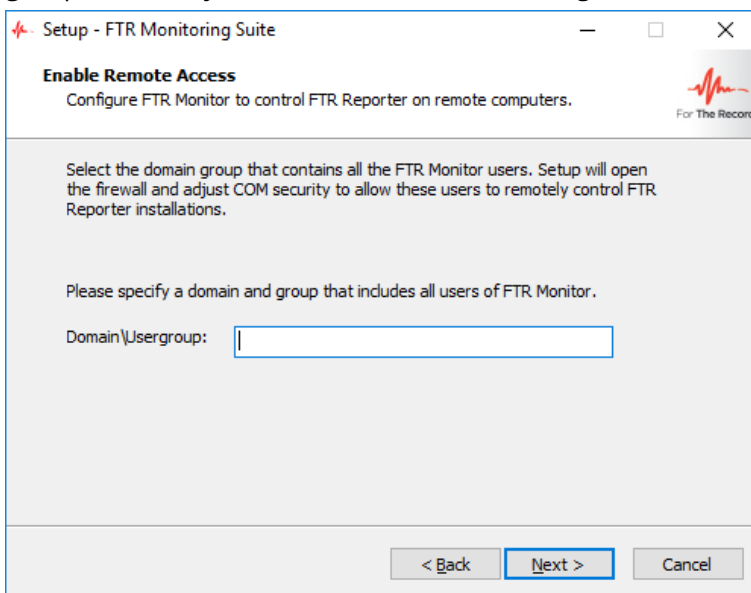 Setup - FTR Monitoring Suite
Enable Remote Access
Configure FTR Monitor to control FTR Reporter on remote computers.
For The Record
Select the domain group that contains all the FTR Monitor users. Setup will open
the firewall and adjust COM security to allow these users to remotely control FTR
Reporter installations.
Please specify a domain and group that includes all users of FTR Monitor.
Domain\Usergroup:
< Back
Next >
Cancel